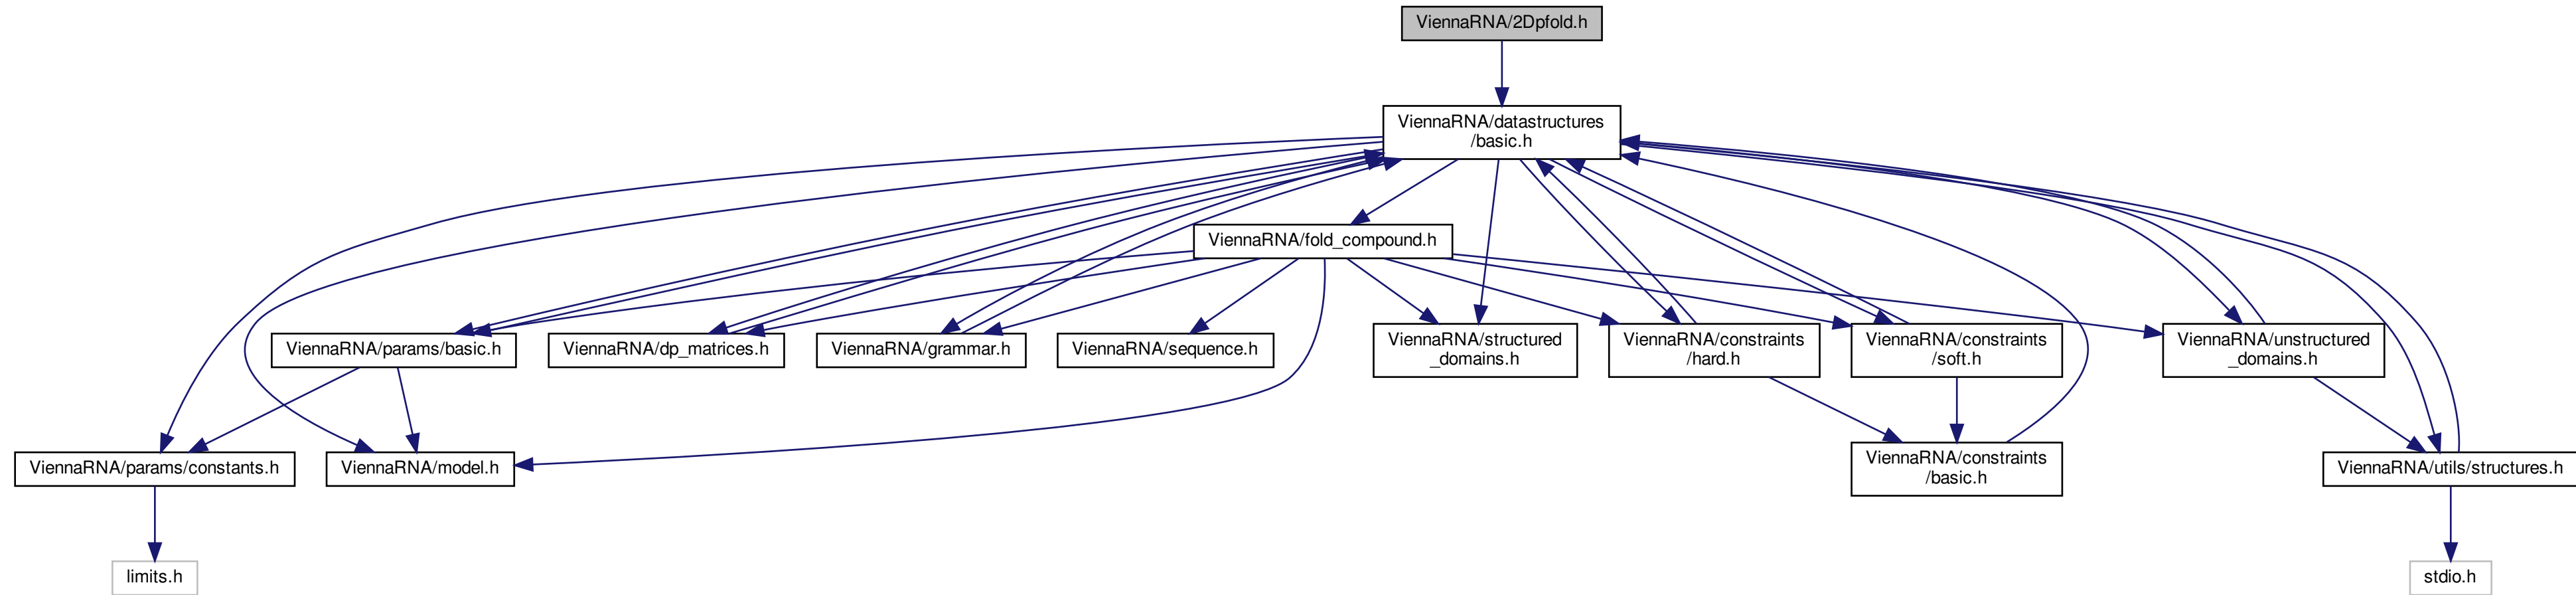 ViennaRNA/2Dpfold.h
ViennaRNA/datastructures
/basic.h
ViennaRNA/fold_compound.h
ViennaRNA/params/basic.h
ViennaRNA/dp_matrices.h
ViennaRNA/grammar.h
ViennaRNA/sequence.h
ViennaRNA/structured
_domains.h
ViennaRNA/constraints
/hard.h
ViennaRNA/constraints
/soft.h
ViennaRNA/unstructured
_domains.h
ViennaRNA/params/constants.h
ViennaRNA/model.h
ViennaRNA/constraints
/basic.h
ViennaRNA/utils/structures.h
limits.h
stdio.h